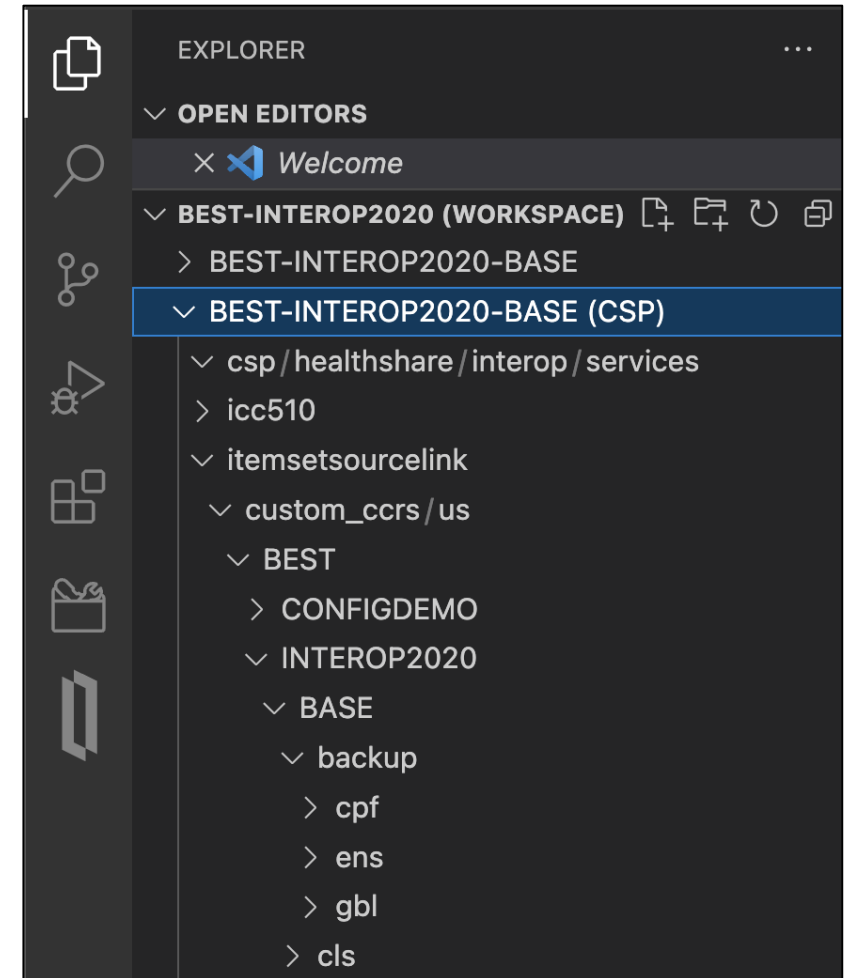 EXPLORER
OPEN EDITORS
Welcome
BEST-INTEROP2020 (WORKSPACE)
BEST-INTEROP2020-BASE
BEST-INTEROP2020-BASE (CSP)
csp/healthshare/interop/services
icc510
itemsetsourcelink
custom_ccrs/us
BEST
CONFIGDEMO
INTEROP2020
BASE
backup
cpf
ens
gbl
cls